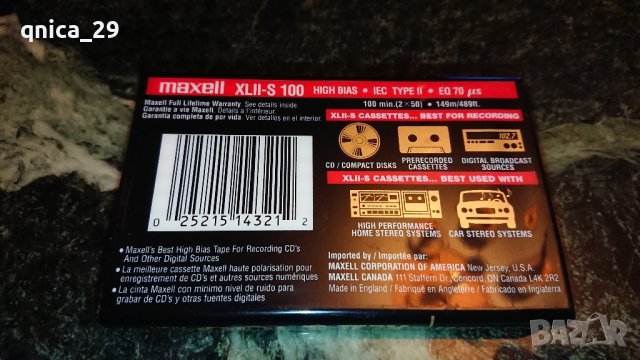 qnica_29
maxell XLII-S 100 HIGH BIAS • IEC TYPE II • EQ 70 µs
100 min.(2×50) • 149m/489ft.
Maxell Full Lifetime Warranty. See details inside.
Garantie a vie Maxell. Details a l'interieur.
Garantia completa de por vida. Ver detallos en el interior.
XLII-S CASSETTES... BEST FOR RECORDING
102.7
CD / COMPACT DISKS
PRERECORDED
CASSETTES
DIGITAL BROADCAST
SOURCES
XLII-S CASSETTES... BEST USED WITH
HIGH PERFORMANCE
HOME STEREO SYSTEMS
CAR STEREO SYSTEMS
0 25215 14321 2
• Maxell's Best High Bias Tape For Recording CD's
And Other Digital Sources
• La meilleure cassette Maxell haute polarisation pour
enregistrement de CD's et autres sources numériques
• La cinta Maxell con minimo nivel de ruido para
grabar de CD's y otras fuentes digitales
Imported by / Importée par:
MAXELL CORPORATION OF AMERICA New Jersey, U.S.A.
MAXELL CANADA 111 Staffern Dr., Concord, ON Canada L4K 2R2
Made in England / Fabriqué en Angleterre / Fabricado en Inglaterra
BAZAR.BG